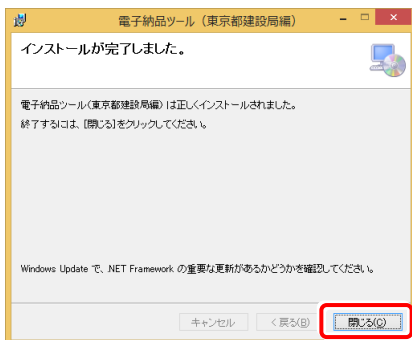 電子納品ツール（東京都建設局編）
インストールが完了しました。
電子納品ツール(東京都建設局編) は正しくインストールされました。
終了するには、[閉じる]をクリックしてください。
Windows Update で、.NET Framework の重要な更新があるかどうかを確認してください。
キャンセル < 戻る(B) 閉じる(C)